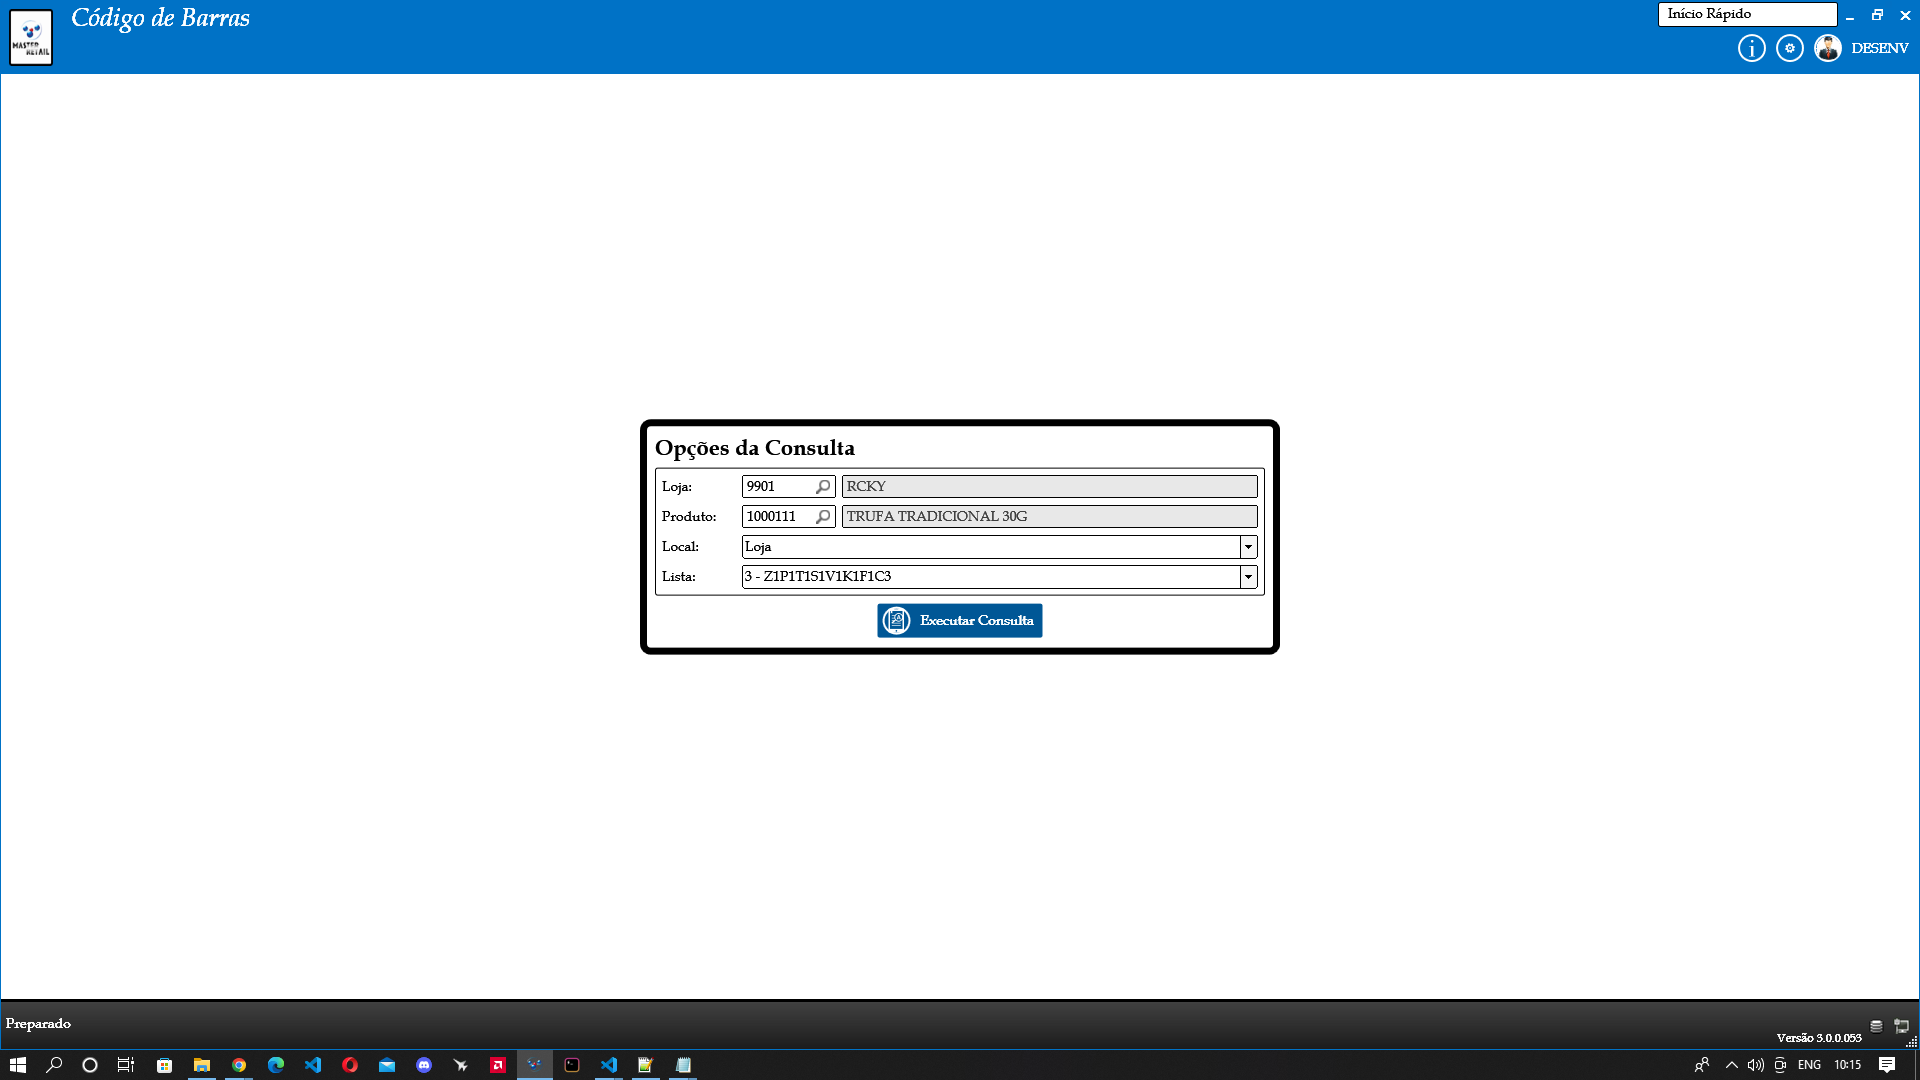 Código de Barras
Início Rápido
MASTER
RETAIL
DESENV
Opções da Consulta
Loja: 9901 RCKY
Produto: 1000111 TRUFA TRADICIONAL 30G
Local: Loja
Lista: 3 - Z1P1T1S1V1K1F1C3
Executar Consulta
Preparado
Versão 3.0.0.053
ENG 10:15